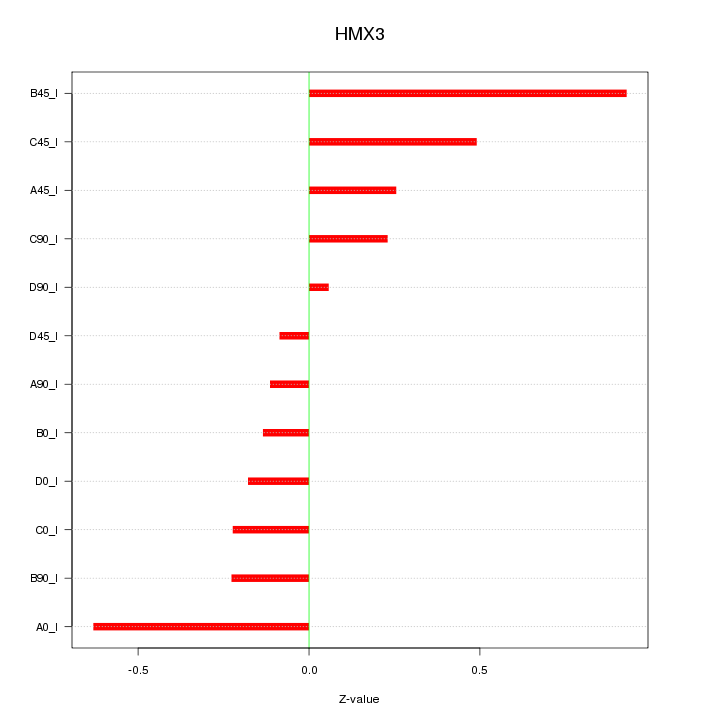 HMX3
B45_I
C45_I
A45_I
C90_I
D90_I
D45_I
A90_I
B0_I
D0_I
C0_I
B90_I
A0_I
-0.5 0.0 0.5
Z-value